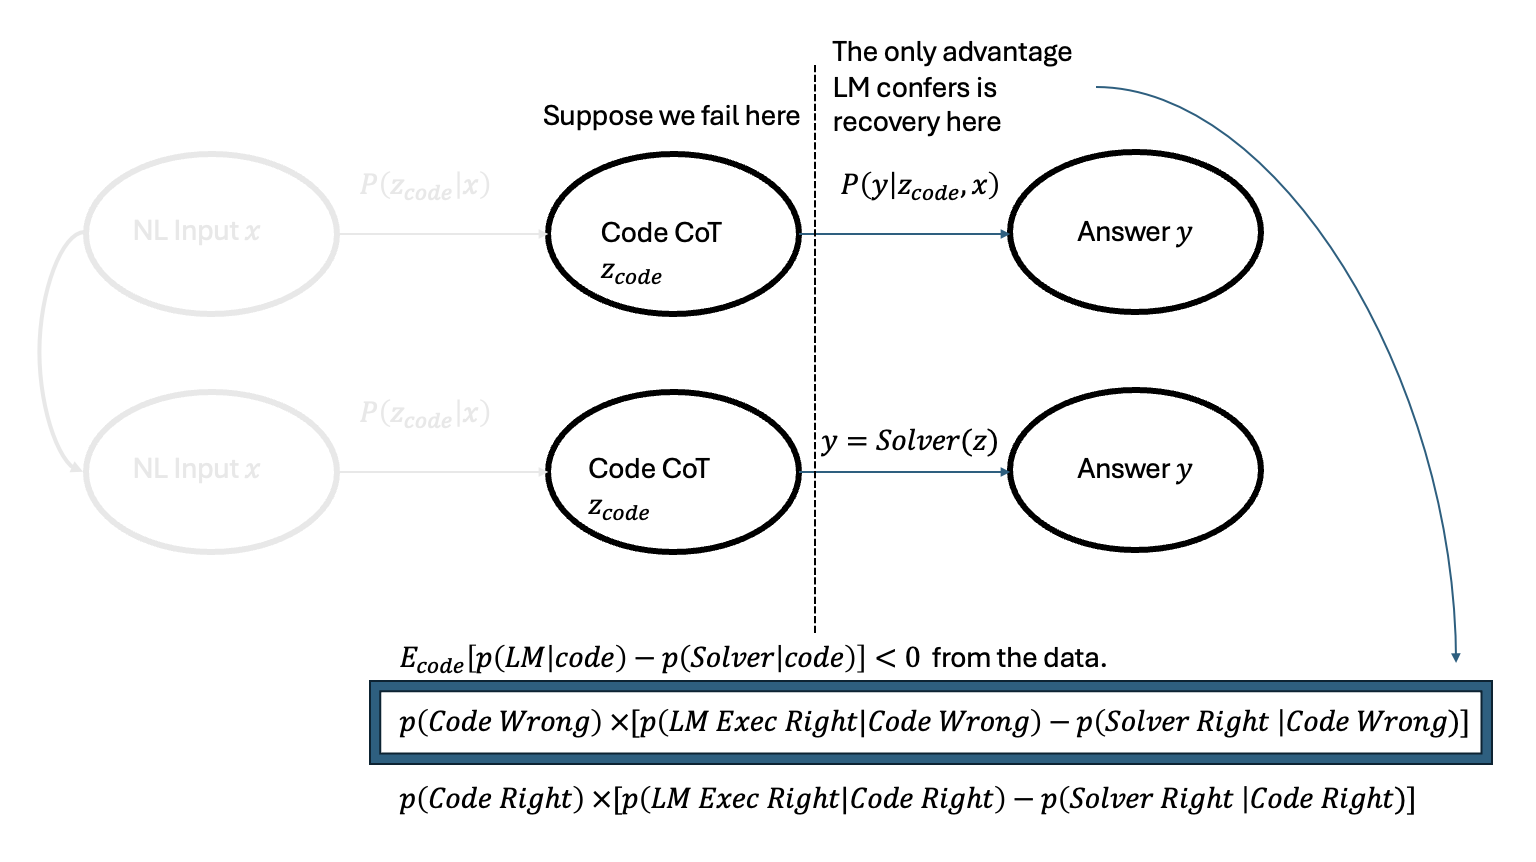 The only advantage
LM confers is
recovery here
Suppose we fail here
NL Input x
P(z_code|x)
Code CoT
z_code
P(y|z_code, x)
Answer y
NL Input x
P(z_code|x)
Code CoT
z_code
y = Solver(z)
Answer y
E_code[p(LM|code) − p(Solver|code)] < 0 from the data.
p(Code Wrong) ×[p(LM Exec Right|Code Wrong) − p(Solver Right |Code Wrong)]
p(Code Right) ×[p(LM Exec Right|Code Right) − p(Solver Right |Code Right)]